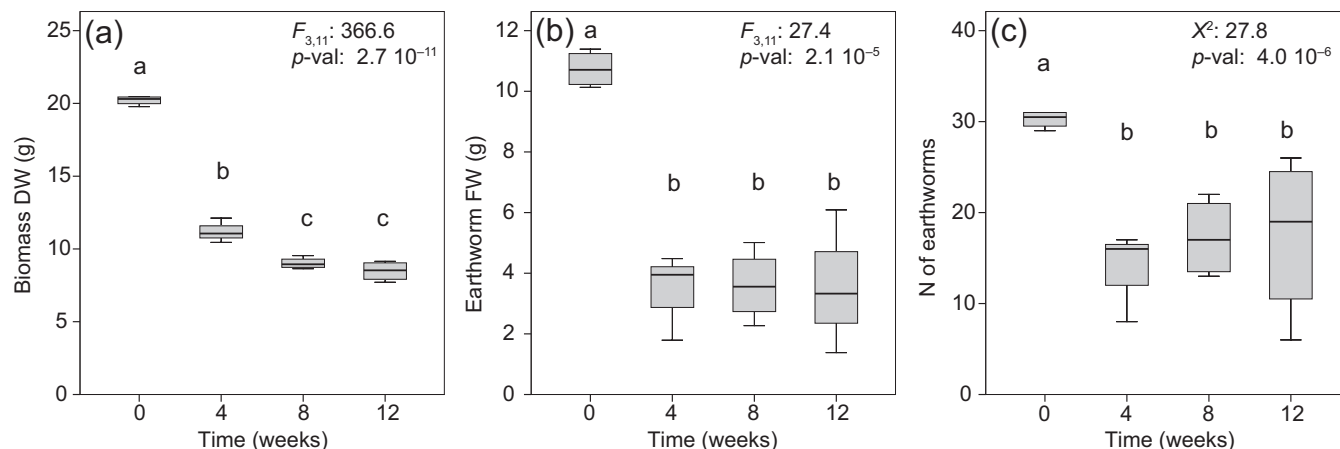 (a)
F3,11: 366.6
p-val: 2.7 10–11
a
b
c
c
25
20
15
10
5
0
Biomass DW (g)
0 4 8 12
Time (weeks)
(b)
F3,11: 27.4
p-val: 2.1 10–5
a
b
b
b
12
10
8
6
4
2
0
Earthworm FW (g)
0 4 8 12
Time (weeks)
(c)
X2: 27.8
p-val: 4.0 10–6
a
b
b
b
40
30
20
10
0
N of earthworms
0 4 8 12
Time (weeks)